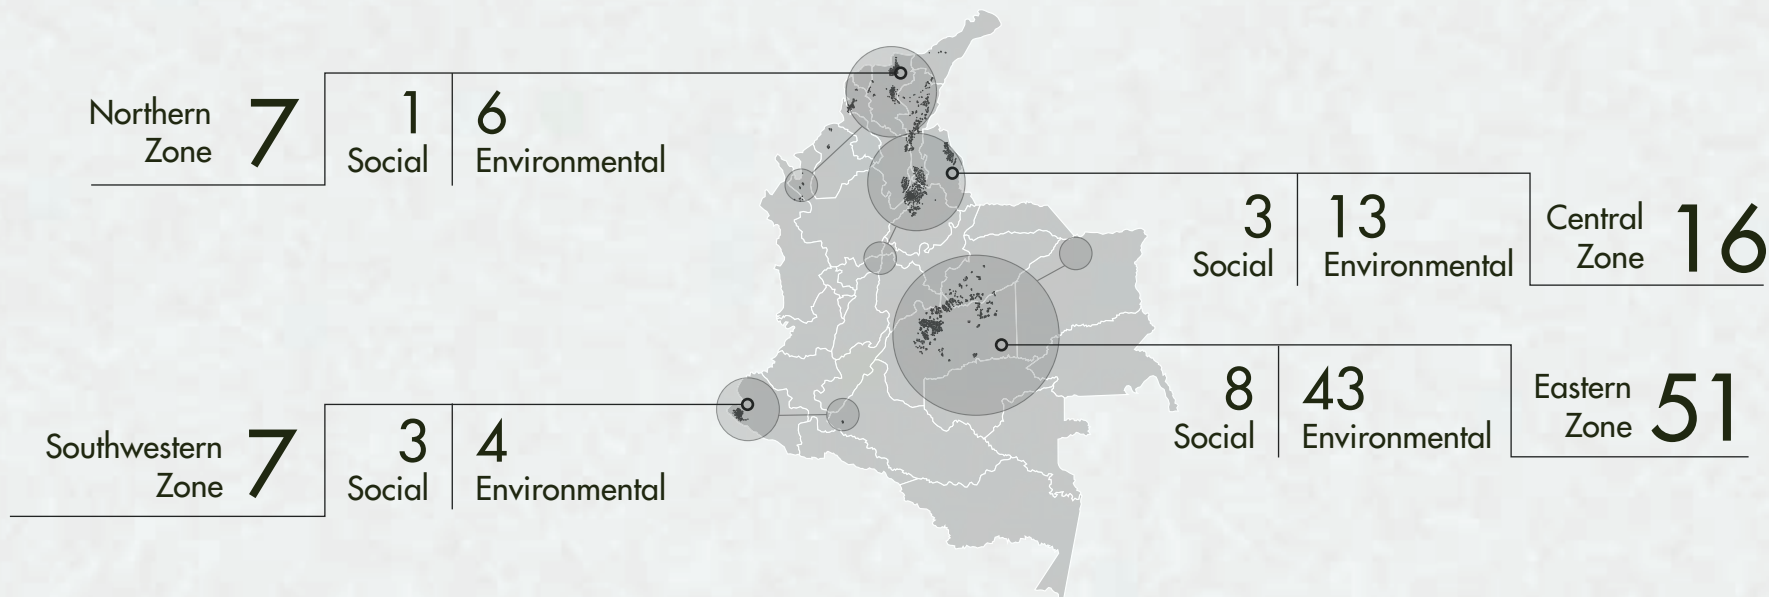 Northern
Zone
7
1
Social
6
Environmental
3
Social
13
Environmental
Central
Zone
16
8
Social
43
Environmental
Eastern
Zone
51
Southwestern
Zone
7
3
Social
4
Environmental